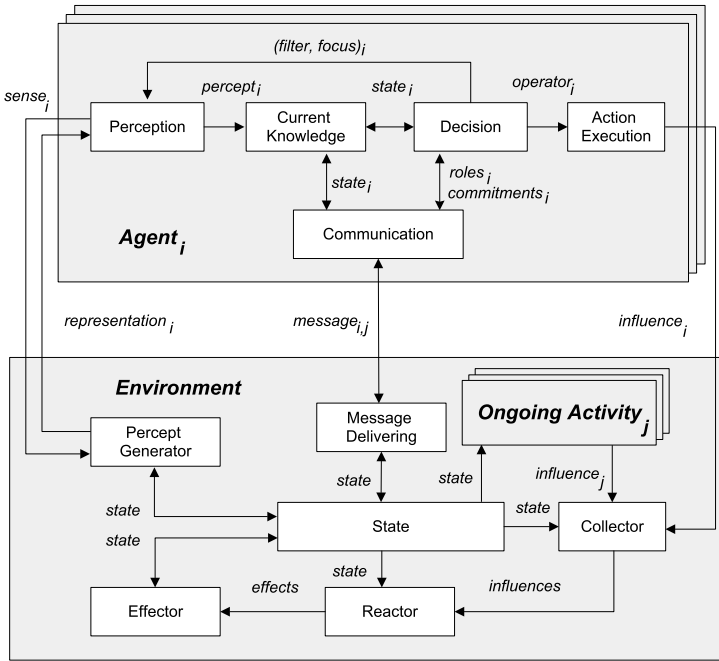 (filter, focus)i
sensei
percepti
statei
operatori
Perception
Current
Knowledge
Decision
Action
Execution
statei
rolesi
commitmentsi
Agenti
Communication
representationi
messagei,j
influencei
Environment
Message
Delivering
Ongoing Activityj
Percept
Generator
state
state
influencej
state
state
State
Collector
state
state
effects
influences
Effector
Reactor